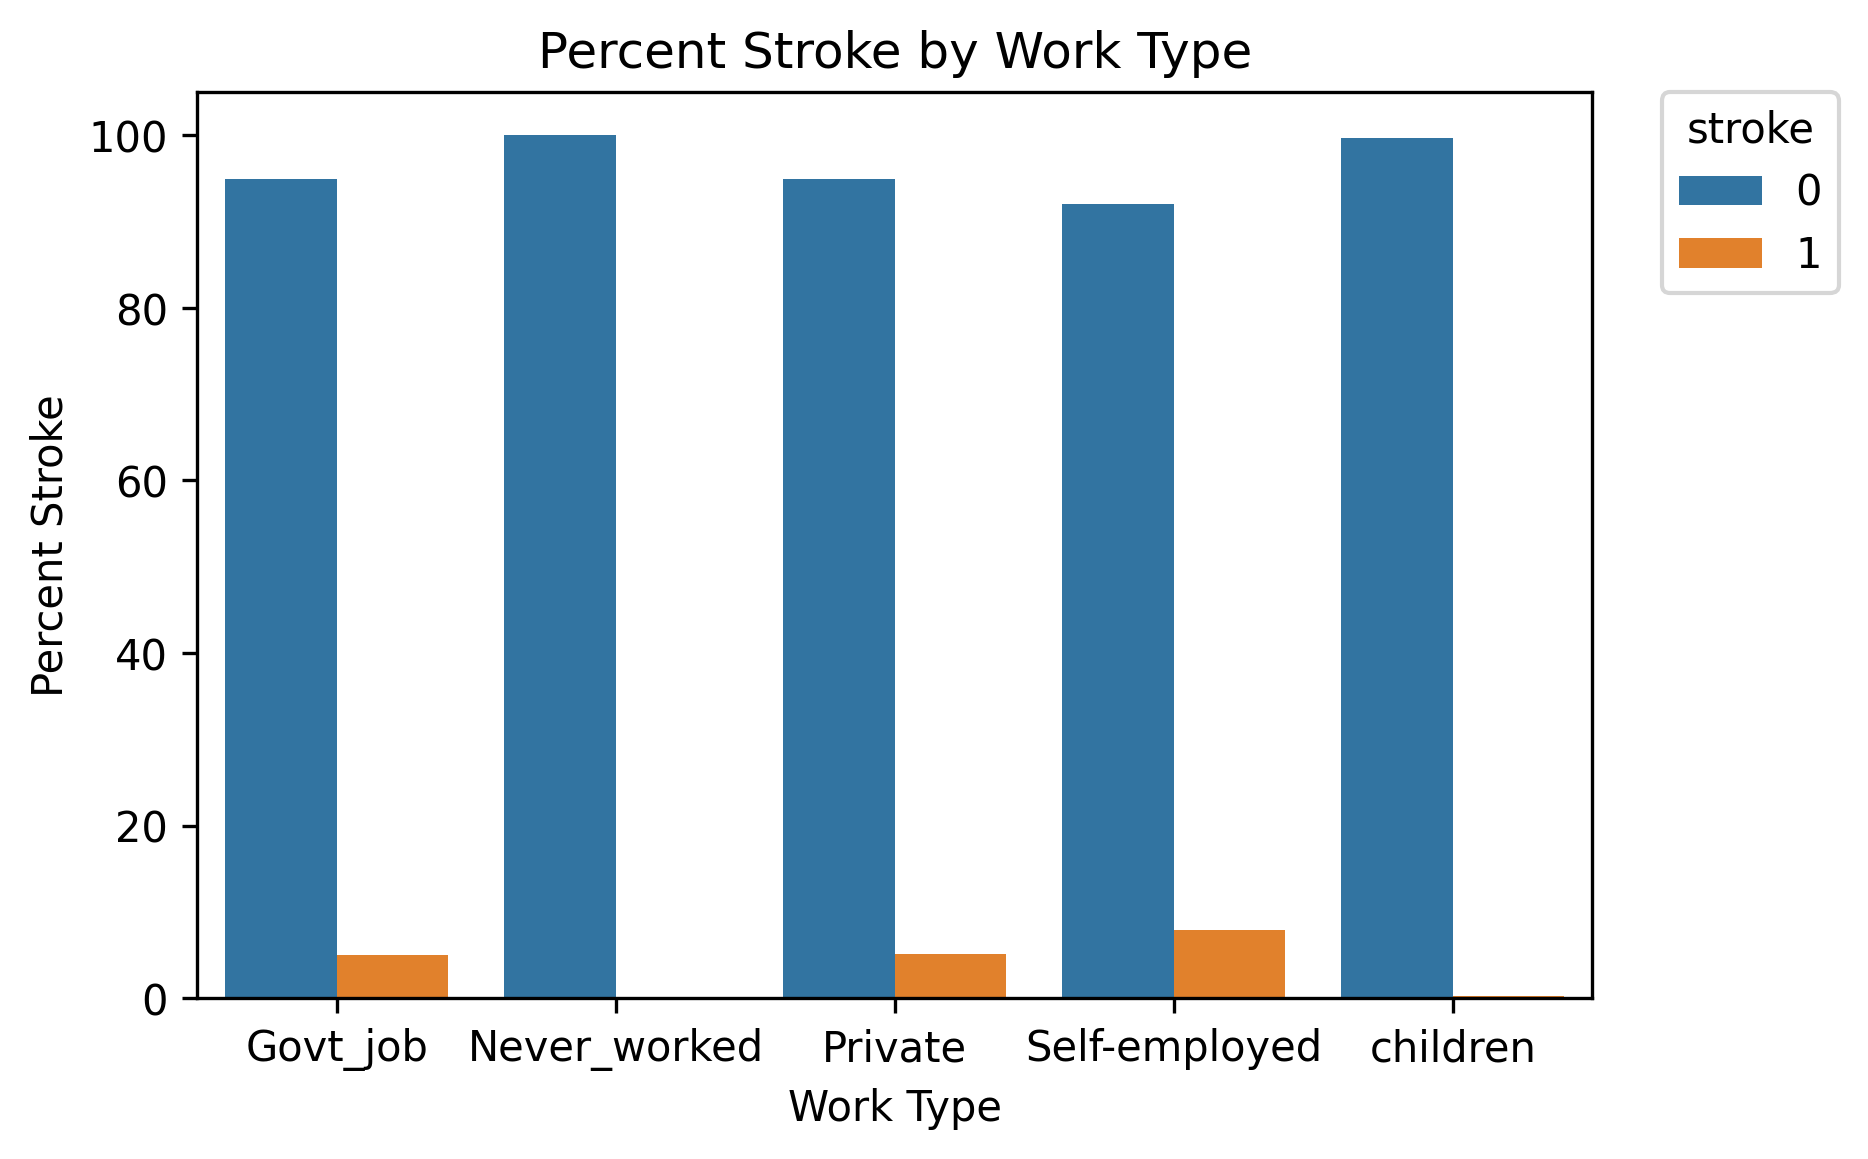 Percent Stroke by Work Type
stroke
0
1
Percent Stroke
100
80
60
40
20
0
Govt_job Never_worked Private Self-employed children
Work Type